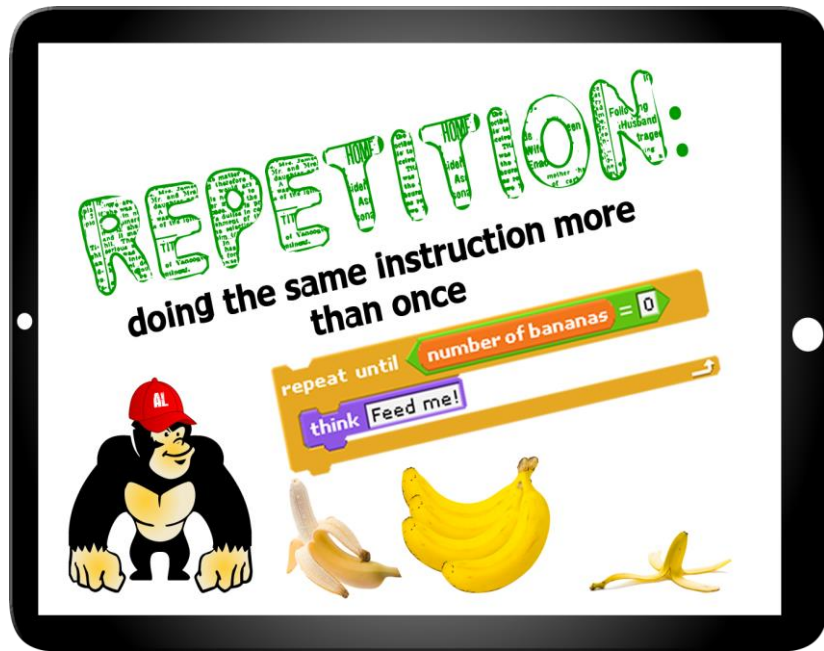 REPETITION:
doing the same instruction more
than once
repeat until number of bananas = 0
think Feed me!
AL